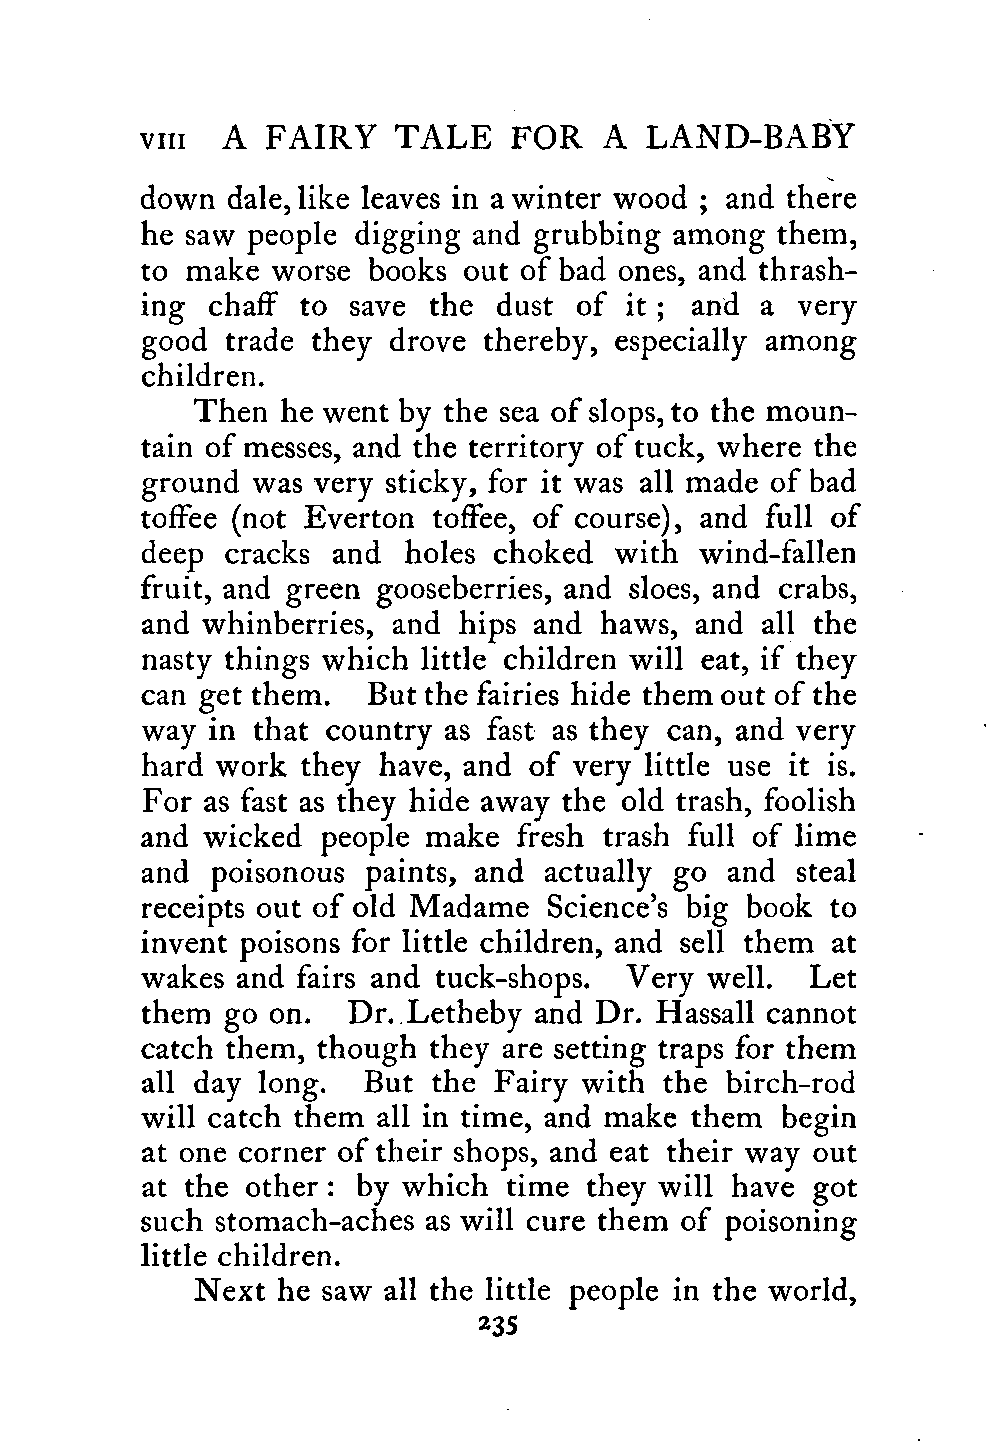 VIII A FAIRY TALE FOR A LAND-BABY
down dale, like leaves in a winter wood ; and there
he saw people digging and grubbing among them,
to make worse books out of bad ones, and thrash-
ing chaff to save the dust of it ; and a very
good trade they drove thereby, especially among
children.
Then he went by the sea of slops, to the moun-
tain of messes, and the territory of tuck, where the
ground was very sticky, for it was all made of bad
toffee (not Everton toffee, of course), and full of
deep cracks and holes choked with wind-fallen
fruit, and green gooseberries, and sloes, and crabs,
and whinberries, and hips and haws, and all the
nasty things which little children will eat, if they
can get them. But the fairies hide them out of the
way in that country as fast as they can, and very
hard work they have, and of very little use it is.
For as fast as they hide away the old trash, foolish
and wicked people make fresh trash full of lime
and poisonous paints, and actually go and steal
receipts out of old Madame Science's big book to
invent poisons for little children, and sell them at
wakes and fairs and tuck-shops. Very well. Let
them go on. Dr. Letheby and Dr. Hassall cannot
catch them, though they are setting traps for them
all day long. But the Fairy with the birch-rod
will catch them all in time, and make them begin
at one corner of their shops, and eat their way out
at the other : by which time they will have got
such stomach-aches as will cure them of poisoning
little children.
Next he saw all the little people in the world,
235